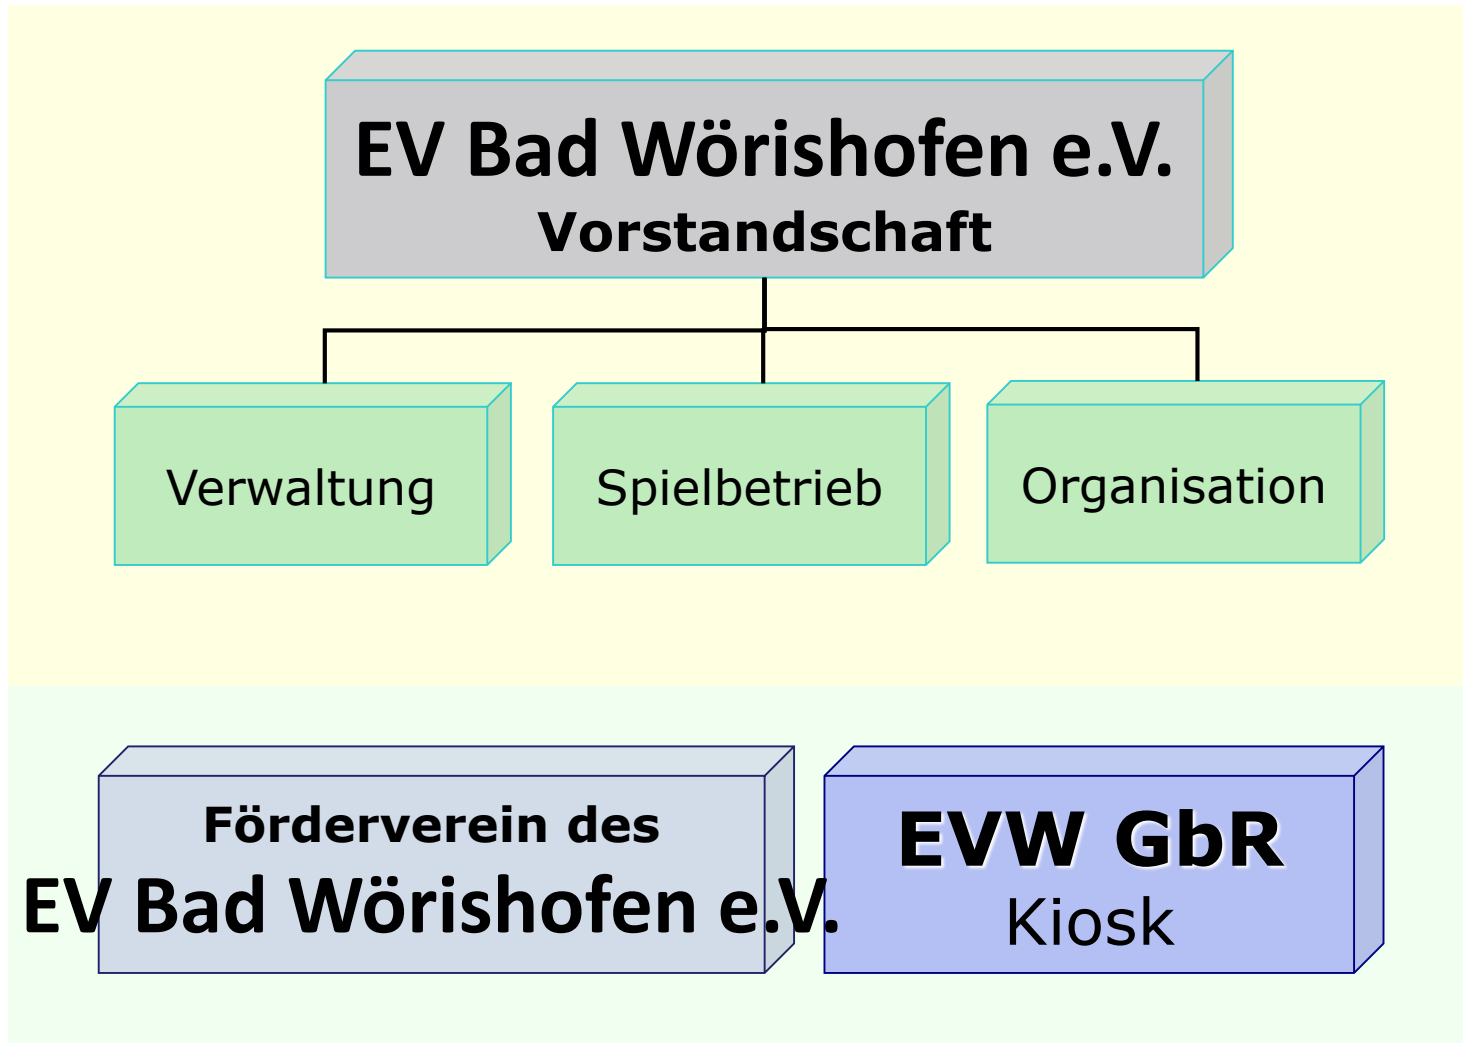 EV Bad Wörishofen e.V.
Vorstandschaft
Verwaltung
Spielbetrieb
Organisation
Förderverein des
EV Bad Wörishofen e.V.
EVW GbR
Kiosk